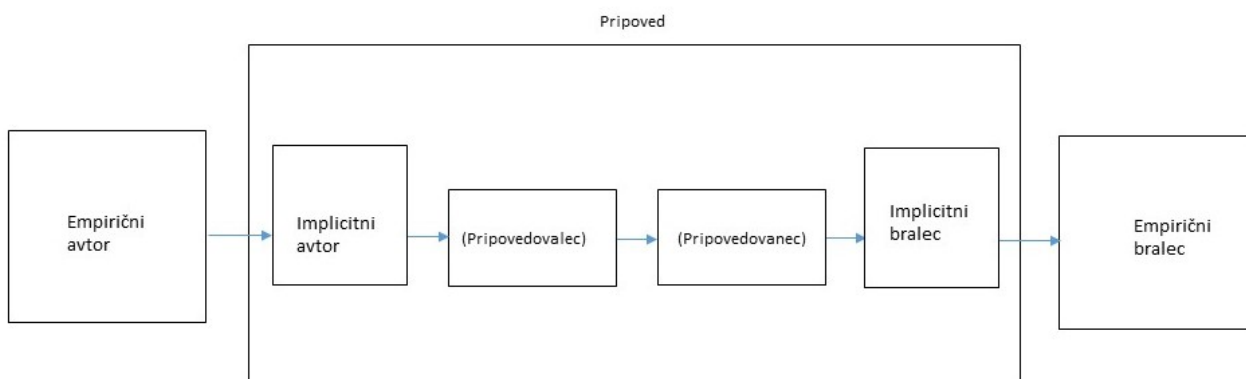 Pripoved
Empirični
avtor
Implicitni
avtor
(Pripovedovalec)
(Pripovedovanec)
Implicitni
bralec
Empirični
bralec